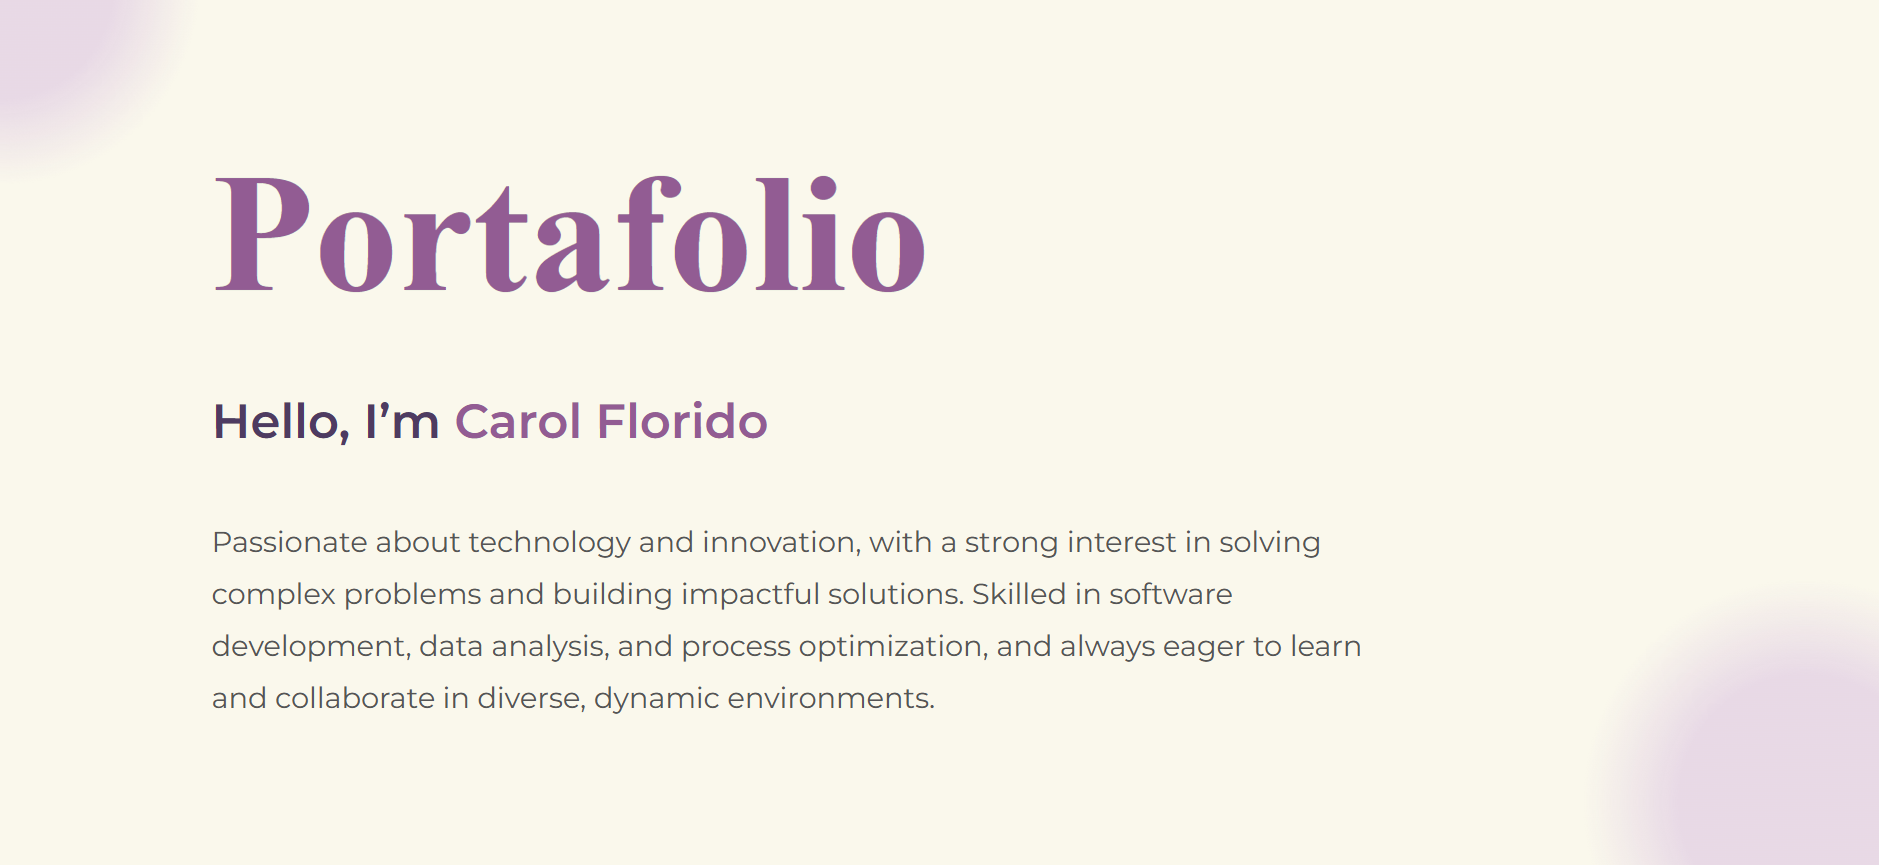 Portafolio
Hello, I’m Carol Florido
Passionate about technology and innovation, with a strong interest in solving
complex problems and building impactful solutions. Skilled in software
development, data analysis, and process optimization, and always eager to learn
and collaborate in diverse, dynamic environments.